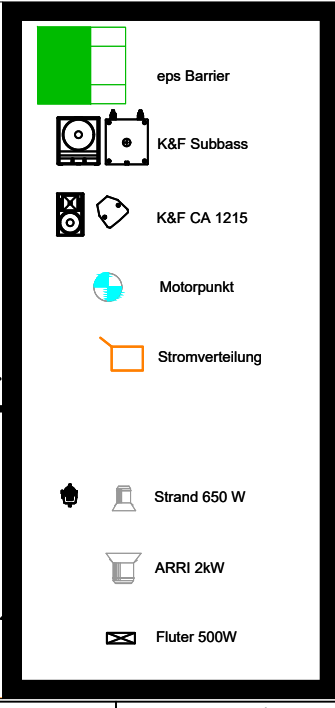 eps Barrier
K&F Subbass
K&F CA 1215
Motorpunkt
Stromverteilung
Strand 650 W
ARRI 2kW
Fluter 500W